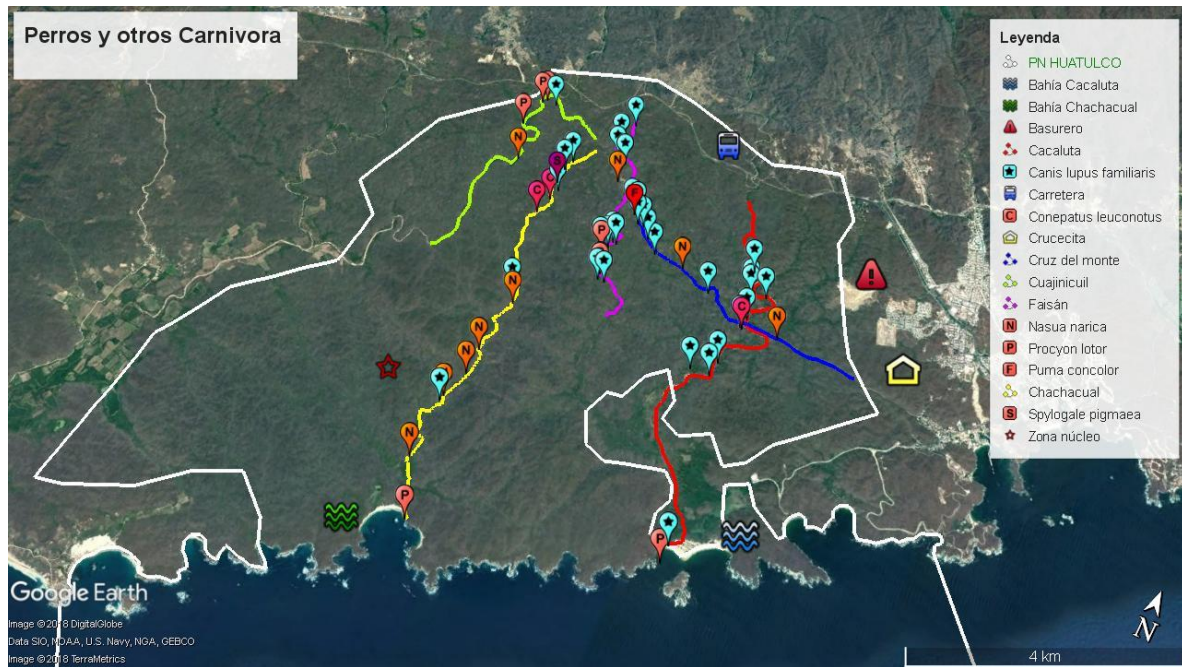 Perros y otros Carnivora
Leyenda
PN HUATULCO
Bahía Cacaluta
Bahía Chachacual
Basurero
Cacaluta
Canis lupus familiaris
Carretera
Conepatus leuconotus
Crucecita
Cruz del monte
Cuajinicuil
Faisán
Nasua narica
Procyon lotor
Puma concolor
Chachacual
Spylogale pigmaea
Zona núcleo
P
P
N
S
C
C
N
F
P
N
N
C
N
N
N
N
P
P
C
P
N
P
F
S
Google Earth
Image © 2018 DigitalGlobe
Data SIO, NOAA, U.S. Navy, NGA, GEBCO
Image © 2018 TerraMetrics
N
4 km